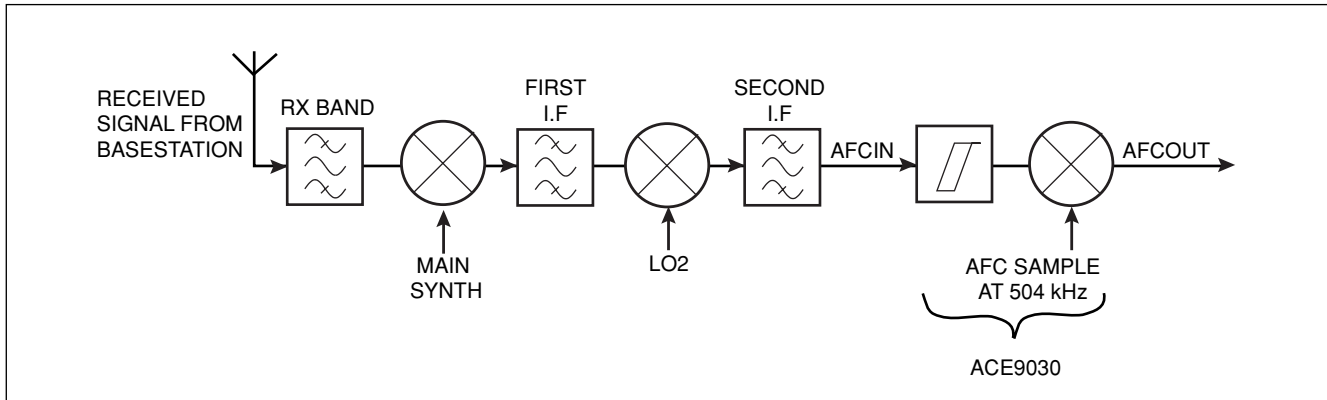 RECEIVED
SIGNAL FROM
BASESTATION
RX BAND
FIRST
I.F
SECOND
I.F
AFCIN
AFCOUT
MAIN
SYNTH
LO2
AFC SAMPLE
AT 504 kHz
ACE9030